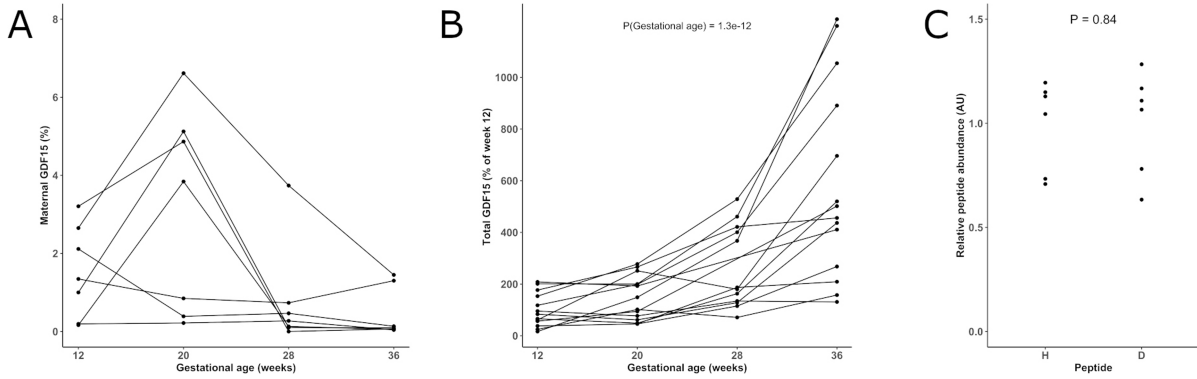 A
8
6
4
2
0
Maternal GDF15 (%)
12 20 28 36
Gestational age (weeks)
B
P(Gestational age) = 1.3e-12
1000
800
600
400
200
0
Total GDF15 (% of week 12)
12 20 28 36
Gestational age (weeks)
C
P = 0.84
1.5
1.0
0.5
0.0
Relative peptide abundance (AU)
H D
Peptide